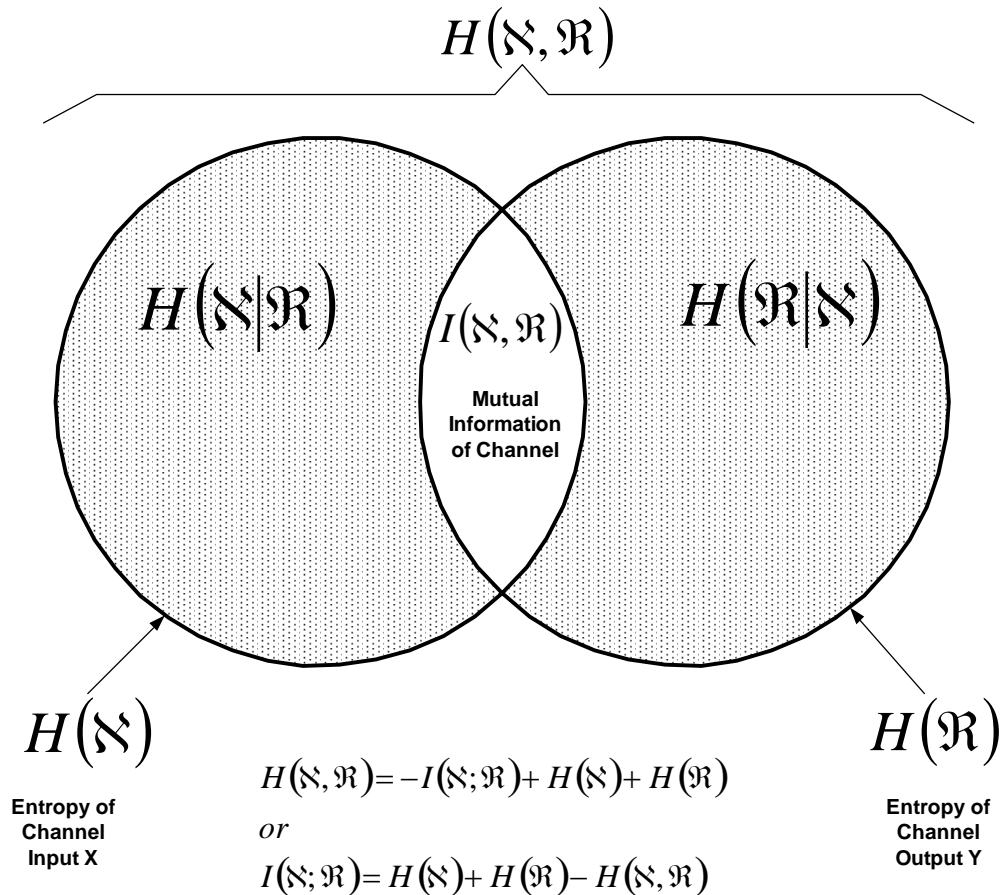 H(ℵ, ℜ)
H(ℵ|ℜ)
H(ℜ|ℵ)
I(ℵ, ℜ)
Mutual
Information
of Channel
H(ℵ)
Entropy of
Channel
Input X
H(ℜ)
Entropy of
Channel
Output Y
H(ℵ, ℜ)= −I(ℵ; ℜ)+ H(ℵ)+ H(ℜ)
or
I(ℵ; ℜ)= H(ℵ)+ H(ℜ)− H(ℵ, ℜ)